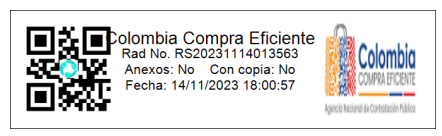 Colombia Compra Eficiente
Rad No. RS20231114013563
Anexos: No Con copia: No
Fecha: 14/11/2023 18:00:57
Colombia
COMPRA EFICIENTE
Agencia Nacional de Contratación Pública